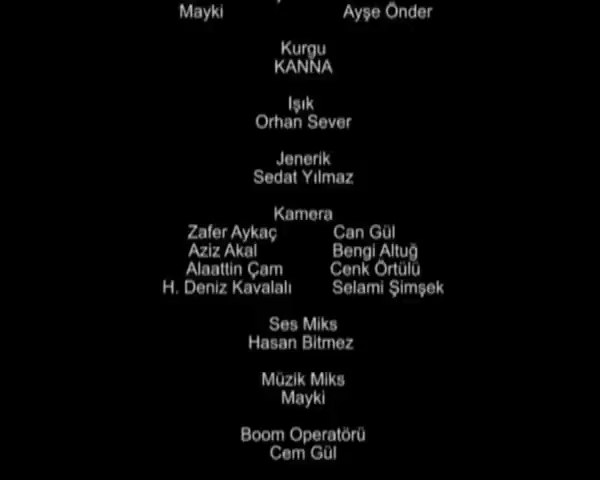 Mayki Ayşe Önder
Kurgu
KANNA
Işık
Orhan Sever
Jenerik
Sedat Yılmaz
Kamera
Zafer Aykaç Can Gül
Aziz Akal Bengi Altuğ
Alaattin Çam Cenk Örtülü
H. Deniz Kavalalı Selami Şimşek
Ses Miks
Hasan Bitmez
Müzik Miks
Mayki
Boom Operatörü
Cem Gül